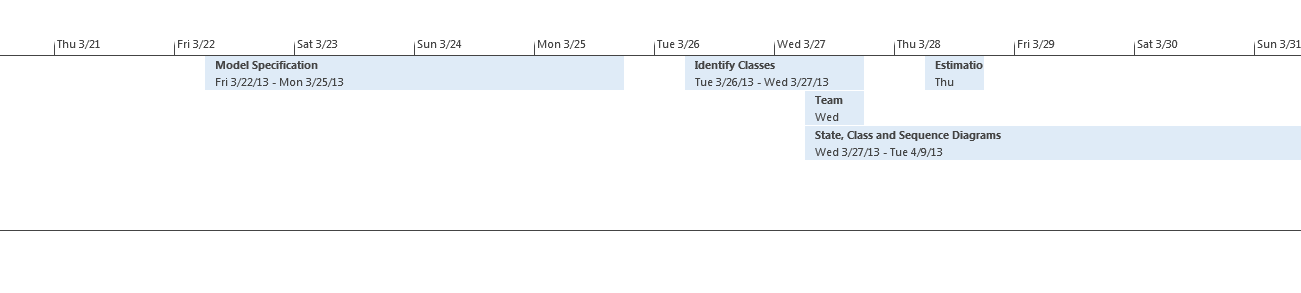 Thu 3/21 Fri 3/22 Sat 3/23 Sun 3/24 Mon 3/25 Tue 3/26 Wed 3/27 Thu 3/28 Fri 3/29 Sat 3/30 Sun 3/31
Model Specification
Fri 3/22/13 - Mon 3/25/13
Identify Classes
Tue 3/26/13 - Wed 3/27/13
Estimatio
Thu
Team
Wed
State, Class and Sequence Diagrams
Wed 3/27/13 - Tue 4/9/13